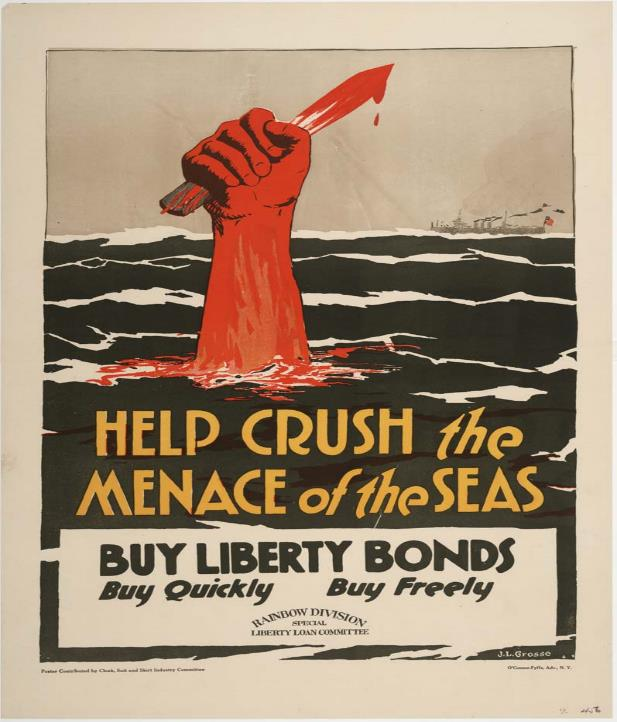 HELP CRUSH the
MENACE of the SEAS
BUY LIBERTY BONDS
Buy Quickly Buy Freely
RAINBOW DIVISION
SPECIAL
LIBERTY LOAN COMMITTEE
J.L.Grosse
Poster Contributed by Cloak, Suit and Skirt Industry Committee
O'Connor-Fyffe, Adv., N. Y.